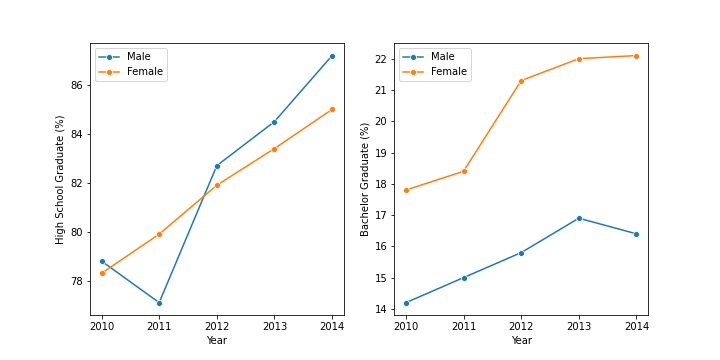 Male
Female
High School Graduate (%)
86
84
82
80
78
2010 2011 2012 2013 2014
Year
Male
Female
Bachelor Graduate (%)
22
21
20
19
18
17
16
15
14
2010 2011 2012 2013 2014
Year